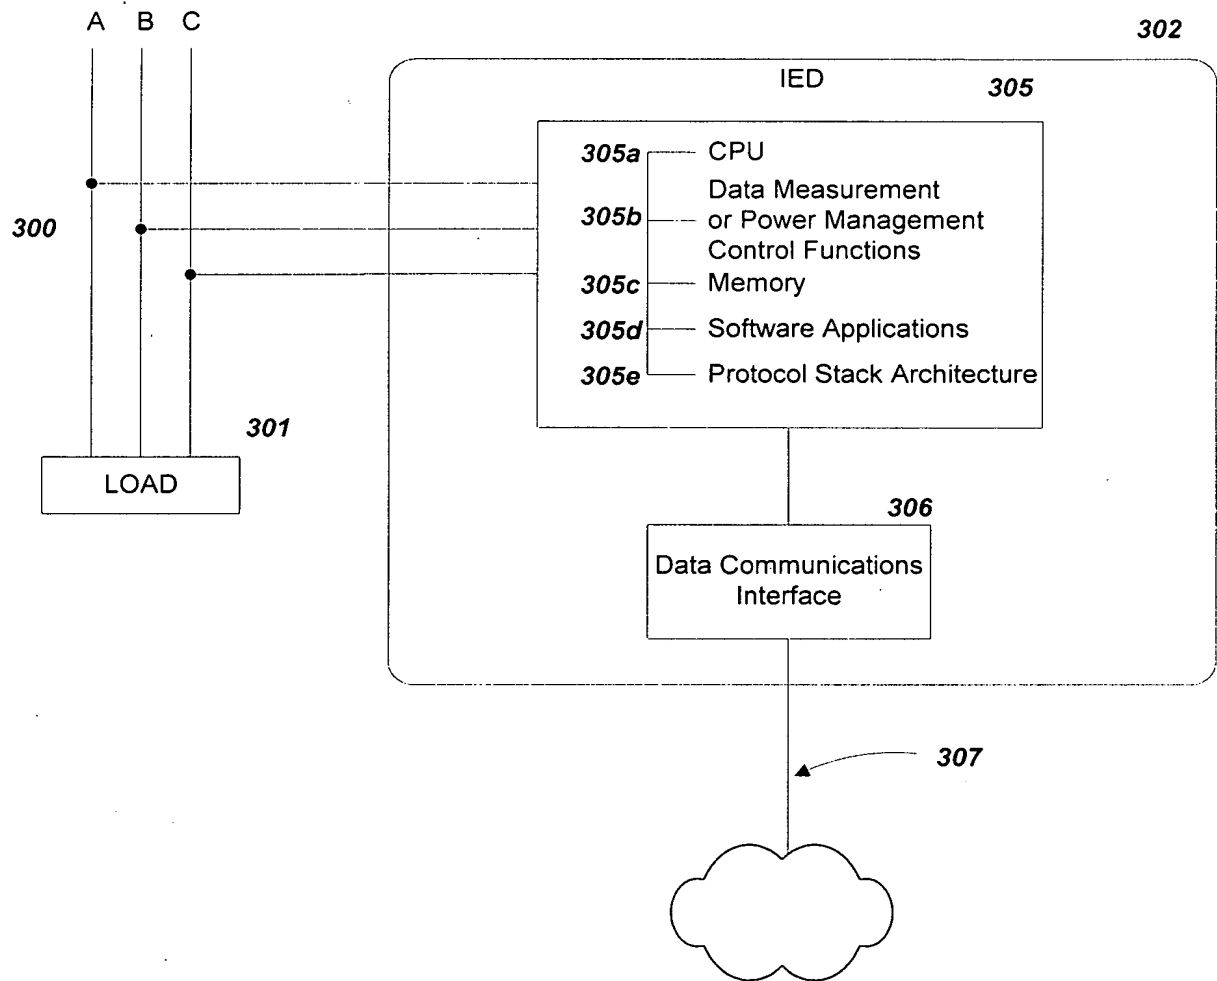 A B C
302
IED
305
305a CPU
Data Measurement
305b or Power Management
Control Functions
300
305c Memory
305d Software Applications
305e Protocol Stack Architecture
301
LOAD
306
Data Communications
Interface
307